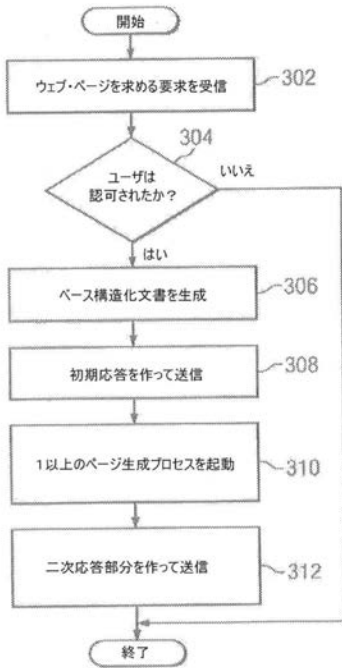 開始
ウェブ・ページを求める要求を受信
302
304
ユーザは
認可されたか？
いいえ
はい
ベース構造化文書を生成
306
初期応答を作って送信
308
1以上のページ生成プロセスを起動
310
二次応答部分を作って送信
312
終了